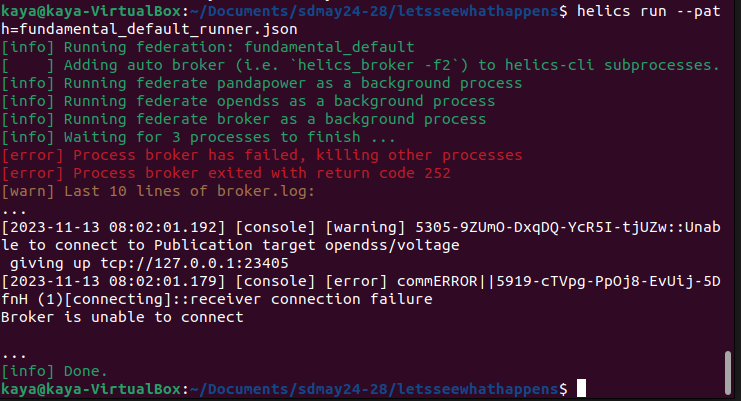 kaya@kaya-VirtualBox:~/Documents/sdmay24-28/letsseewhathappens$ helics run --pat
h=fundamental_default_runner.json
[info] Running federation: fundamental_default
[    ] Adding auto broker (i.e. `helics_broker -f2`) to helics-cli subprocesses.
[info] Running federate pandapower as a background process
[info] Running federate opendss as a background process
[info] Running federate broker as a background process
[info] Waiting for 3 processes to finish ...
[error] Process broker has failed, killing other processes
[error] Process broker exited with return code 252
[warn] Last 10 lines of broker.log:
...
[2023-11-13 08:02:01.192] [console] [warning] 5305-9ZUmO-DxqDQ-YcR5I-tjUZw::Unab
le to connect to Publication target opendss/voltage
 giving up tcp://127.0.0.1:23405
[2023-11-13 08:02:01.179] [console] [error] commERROR||5919-cTVpg-PpOj8-EvUij-5D
fnH (1)[connecting]::receiver connection failure
Broker is unable to connect

...
[info] Done.
kaya@kaya-VirtualBox:~/Documents/sdmay24-28/letsseewhathappens$